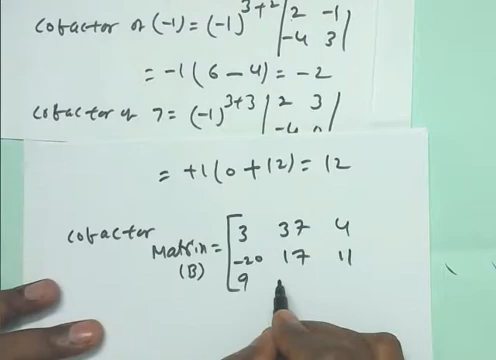 cofactor of (-1) = (-1)^3+2 | 2 -1 |
| -4 3 |
= -1 ( 6 - 4 ) = -2
cofactor of 7 = (-1)^3+3 | 2 3 |
| -4 0 |
= +1 ( 0 + 12 ) = 12
cofactor
Matrix = [ 3 37 4
(B) -20 17 11
9